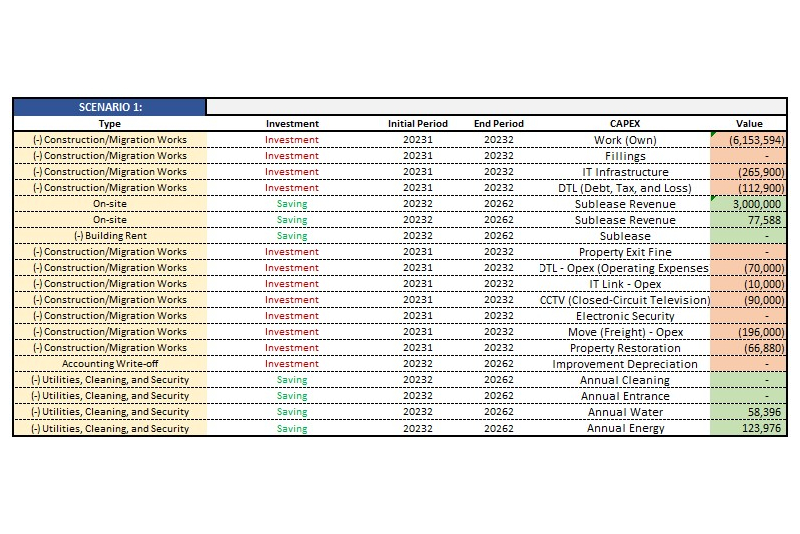 SCENARIO 1:
Type Investment Initial Period End Period CAPEX Value
(-) Construction/Migration Works Investment 20231 20232 Work (Own) (6,153,594)
(-) Construction/Migration Works Investment 20231 20232 Fillings -
(-) Construction/Migration Works Investment 20231 20232 IT Infrastructure (265,900)
(-) Construction/Migration Works Investment 20231 20232 DTL (Debt, Tax, and Loss) (112,900)
On-site Saving 20232 20262 Sublease Revenue 3,000,000
On-site Saving 20232 20262 Sublease Revenue 77,588
(-) Building Rent Saving 20232 20262 Sublease -
(-) Construction/Migration Works Investment 20231 20232 Property Exit Fine -
(-) Construction/Migration Works Investment 20231 20232 DTL - Opex (Operating Expenses (70,000)
(-) Construction/Migration Works Investment 20231 20232 IT Link - Opex (10,000)
(-) Construction/Migration Works Investment 20231 20232 CCTV (Closed-Circuit Television) (90,000)
(-) Construction/Migration Works Investment 20231 20232 Electronic Security -
(-) Construction/Migration Works Investment 20231 20232 Move (Freight) - Opex (196,000)
(-) Construction/Migration Works Investment 20231 20232 Property Restoration (66,880)
Accounting Write-off Investment 20232 20262 Improvement Depreciation -
(-) Utilities, Cleaning, and Security Saving 20232 20262 Annual Cleaning -
(-) Utilities, Cleaning, and Security Saving 20232 20262 Annual Entrance -
(-) Utilities, Cleaning, and Security Saving 20232 20262 Annual Water 58,396
(-) Utilities, Cleaning, and Security Saving 20232 20262 Annual Energy 123,976